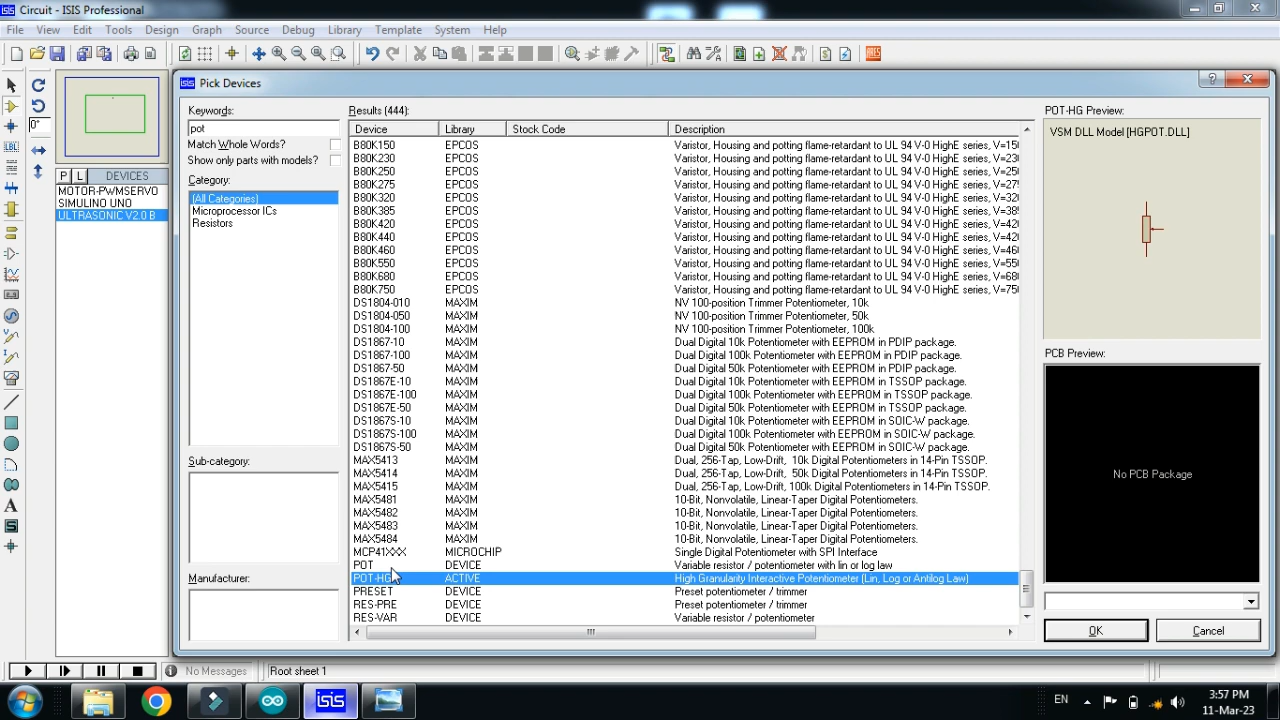 Circuit - ISIS Professional
File View Edit Tools Design Graph Source Debug Library Template System Help
Pick Devices
Keywords:
pot
Match Whole Words?
Show only parts with models?
Category:
(All Categories)
Microprocessor ICs
Resistors
Sub-category:
Manufacturer:
0°
LBL
P L DEVICES
MOTOR-PWMSERVO
SIMULINO UNO
ULTRASONIC V2.0 B
Results (444):
Device Library Stock Code Description
B80K150 EPCOS Varistor, Housing and potting flame-retardant to UL 94 V-0 HighE series, V=150
B80K230 EPCOS Varistor, Housing and potting flame-retardant to UL 94 V-0 HighE series, V=230
B80K250 EPCOS Varistor, Housing and potting flame-retardant to UL 94 V-0 HighE series, V=250
B80K275 EPCOS Varistor, Housing and potting flame-retardant to UL 94 V-0 HighE series, V=275
B80K320 EPCOS Varistor, Housing and potting flame-retardant to UL 94 V-0 HighE series, V=320
B80K385 EPCOS Varistor, Housing and potting flame-retardant to UL 94 V-0 HighE series, V=385
B80K420 EPCOS Varistor, Housing and potting flame-retardant to UL 94 V-0 HighE series, V=420
B80K440 EPCOS Varistor, Housing and potting flame-retardant to UL 94 V-0 HighE series, V=440
B80K460 EPCOS Varistor, Housing and potting flame-retardant to UL 94 V-0 HighE series, V=460
B80K550 EPCOS Varistor, Housing and potting flame-retardant to UL 94 V-0 HighE series, V=550
B80K680 EPCOS Varistor, Housing and potting flame-retardant to UL 94 V-0 HighE series, V=680
B80K750 EPCOS Varistor, Housing and potting flame-retardant to UL 94 V-0 HighE series, V=750
DS1804-010 MAXIM NV 100-position Trimmer Potentiometer, 10k
DS1804-050 MAXIM NV 100-position Trimmer Potentiometer, 50k
DS1804-100 MAXIM NV 100-position Trimmer Potentiometer, 100k
DS1867-10 MAXIM Dual Digital 10k Potentiometer with EEPROM in PDIP package.
DS1867-100 MAXIM Dual Digital 100k Potentiometer with EEPROM in PDIP package.
DS1867-50 MAXIM Dual Digital 50k Potentiometer with EEPROM in PDIP package.
DS1867E-10 MAXIM Dual Digital 10k Potentiometer with EEPROM in TSSOP package.
DS1867E-100 MAXIM Dual Digital 100k Potentiometer with EEPROM in TSSOP package.
DS1867E-50 MAXIM Dual Digital 50k Potentiometer with EEPROM in TSSOP package.
DS1867S-10 MAXIM Dual Digital 10k Potentiometer with EEPROM in SOIC-W package.
DS1867S-100 MAXIM Dual Digital 100k Potentiometer with EEPROM in SOIC-W package.
DS1867S-50 MAXIM Dual Digital 50k Potentiometer with EEPROM in SOIC-W package.
MAX5413 MAXIM Dual, 256-Tap, Low-Drift, 10k Digital Potentiometers in 14-Pin TSSOP.
MAX5414 MAXIM Dual, 256-Tap, Low-Drift, 50k Digital Potentiometers in 14-Pin TSSOP.
MAX5415 MAXIM Dual, 256-Tap, Low-Drift, 100k Digital Potentiometers in 14-Pin TSSOP.
MAX5481 MAXIM 10-Bit, Nonvolatile, Linear-Taper Digital Potentiometers.
MAX5482 MAXIM 10-Bit, Nonvolatile, Linear-Taper Digital Potentiometers.
MAX5483 MAXIM 10-Bit, Nonvolatile, Linear-Taper Digital Potentiometers.
MAX5484 MAXIM 10-Bit, Nonvolatile, Linear-Taper Digital Potentiometers.
MCP41XXX MICROCHIP Single Digital Potentiometer with SPI Interface
POT DEVICE Variable resistor / potentiometer with lin or log law
POT-HG ACTIVE High Granularity Interactive Potentiometer (Lin, Log or Antilog Law)
PRESET DEVICE Preset potentiometer / trimmer
RES-PRE DEVICE Preset potentiometer / trimmer
RES-VAR DEVICE Variable resistor / potentiometer
POT-HG Preview:
VSM DLL Model [HGPOT.DLL]
PCB Preview:
No PCB Package
OK Cancel
No Messages Root sheet 1
isis
EN
3:57 PM
11-Mar-23